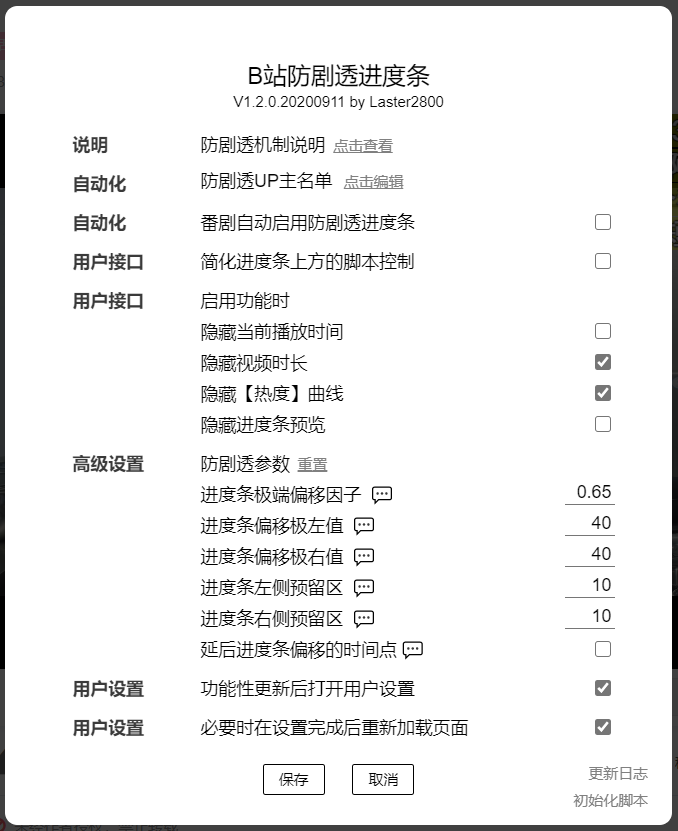 B站防剧透进度条
V1.2.0.20200911 by Laster2800
说明 防剧透机制说明 点击查看
自动化 防剧透UP主名单 点击编辑
自动化 番剧自动启用防剧透进度条
用户接口 简化进度条上方的脚本控制
用户接口 启用功能时
隐藏当前播放时间
隐藏视频时长
隐藏【热度】曲线
隐藏进度条预览
高级设置 防剧透参数 重置
进度条极端偏移因子 0.65
进度条偏移极左值 40
进度条偏移极右值 40
进度条左侧预留区 10
进度条右侧预留区 10
延后进度条偏移的时间点
用户设置 功能性更新后打开用户设置
用户设置 必要时在设置完成后重新加载页面
保存 取消
更新日志
初始化脚本